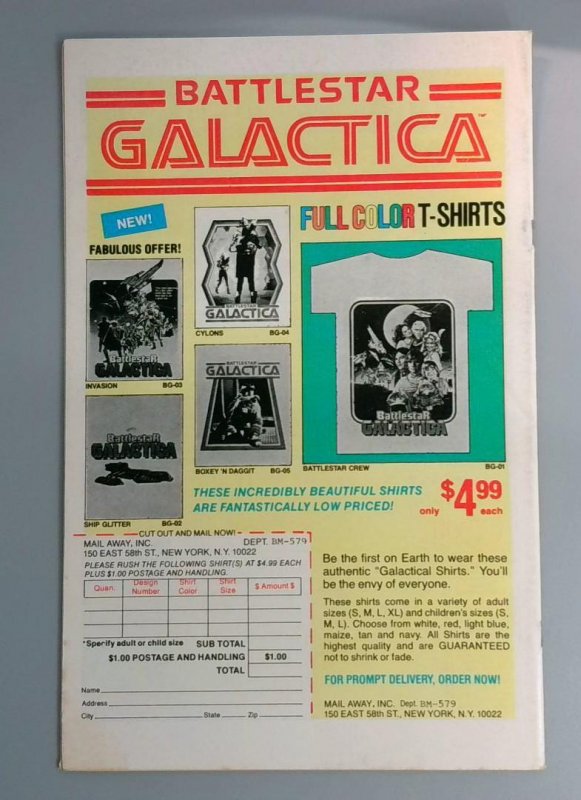 BATTLESTAR
GALACTICA™
NEW!
FABULOUS OFFER!
FULL COLOR T-SHIRTS
BattlestaR
GALACTICA
INVASION BG-03
BATTLESTAR
GALACTICA
CYLONS BG-04
BattlestaR
GALACTICA
SHIP GLITTER BG-02
BATTLESTAR
GALACTICA
BOXEY 'N DAGGIT BG-05
BattlestaR
GALACTICA
BATTLESTAR CREW BG-01
THESE INCREDIBLY BEAUTIFUL SHIRTS
ARE FANTASTICALLY LOW PRICED!
only $4.99 each
CUT OUT AND MAIL NOW!
MAIL AWAY, INC. DEPT. BM-579
150 EAST 58th ST., NEW YORK, N.Y. 10022
PLEASE RUSH THE FOLLOWING SHIRT(S) AT $4.99 EACH
PLUS $1.00 POSTAGE AND HANDLING.
Quan. Design Number Shirt Color Shirt Size $ Amount $
*Specify adult or child size SUB TOTAL
$1.00 POSTAGE AND HANDLING $1.00
TOTAL
Name
Address
City State Zip
Be the first on Earth to wear these
authentic "Galactical Shirts." You'll
be the envy of everyone.
These shirts come in a variety of adult
sizes (S, M, L, XL) and children's sizes (S,
M, L). Choose from white, red, light blue,
maize, tan and navy. All Shirts are the
highest quality and are GUARANTEED
not to shrink or fade.
FOR PROMPT DELIVERY, ORDER NOW!
MAIL AWAY, INC. Dept. BM-579
150 EAST 58th ST., NEW YORK, N.Y. 10022